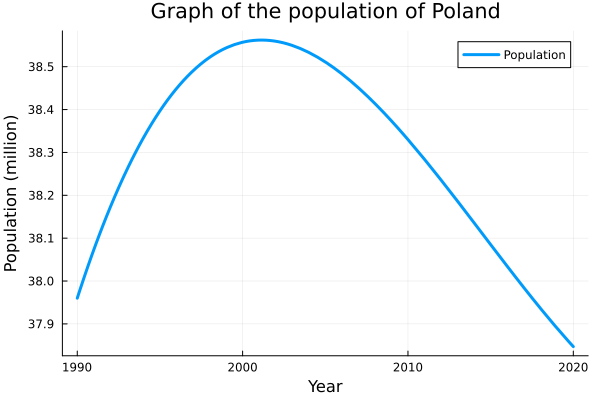 Graph of the population of Poland
Population
Population (million)
38.5
38.4
38.3
38.2
38.1
38.0
37.9
1990 2000 2010 2020
Year